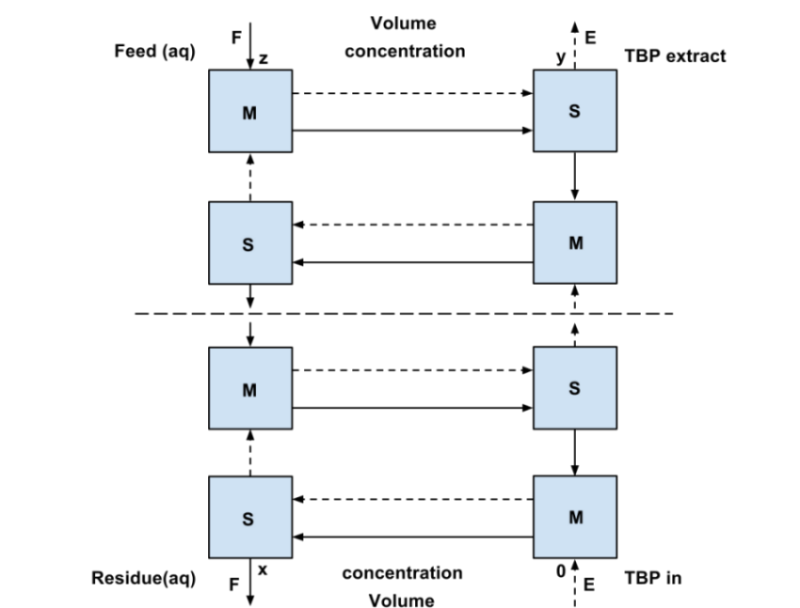 Volume
concentration
Feed (aq)
F
z
E
y
TBP extract
M
S
S
M
M
S
S
M
Residue(aq)
F
x
concentration
Volume
0
E
TBP in